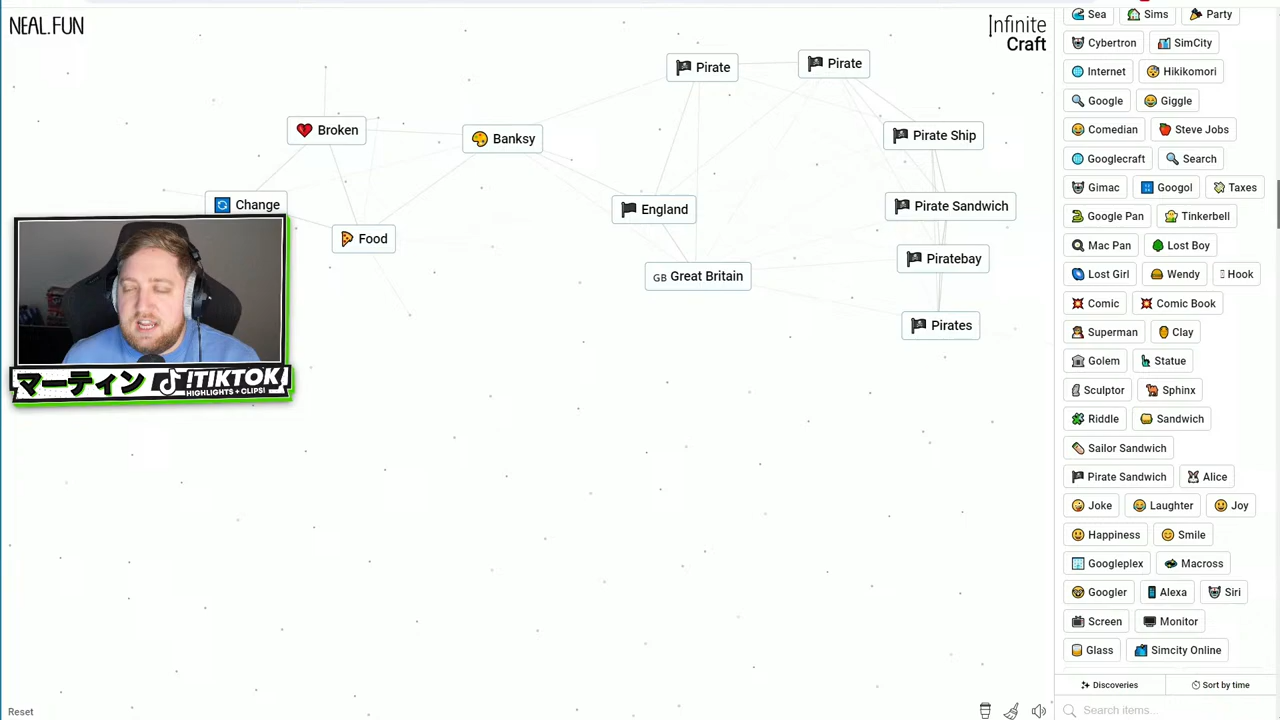 NEAL.FUN
Infinite
Craft
Pirate
Pirate
Broken
Banksy
Pirate Ship
Change
England
Pirate Sandwich
Food
Piratebay
GB Great Britain
Pirates
マーティン !TIKTOK
HIGHLIGHTS + CLIPS!
Reset
Sea Sims Party
Cybertron SimCity
Internet Hikikomori
Google Giggle
Comedian Steve Jobs
Googlecraft Search
Gimac Googol Taxes
Google Pan Tinkerbell
Mac Pan Lost Boy
Lost Girl Wendy Hook
Comic Comic Book
Superman Clay
Golem Statue
Sculptor Sphinx
Riddle Sandwich
Sailor Sandwich
Pirate Sandwich Alice
Joke Laughter Joy
Happiness Smile
Googleplex Macross
Googler Alexa Siri
Screen Monitor
Glass Simcity Online
Discoveries Sort by time
Search items...